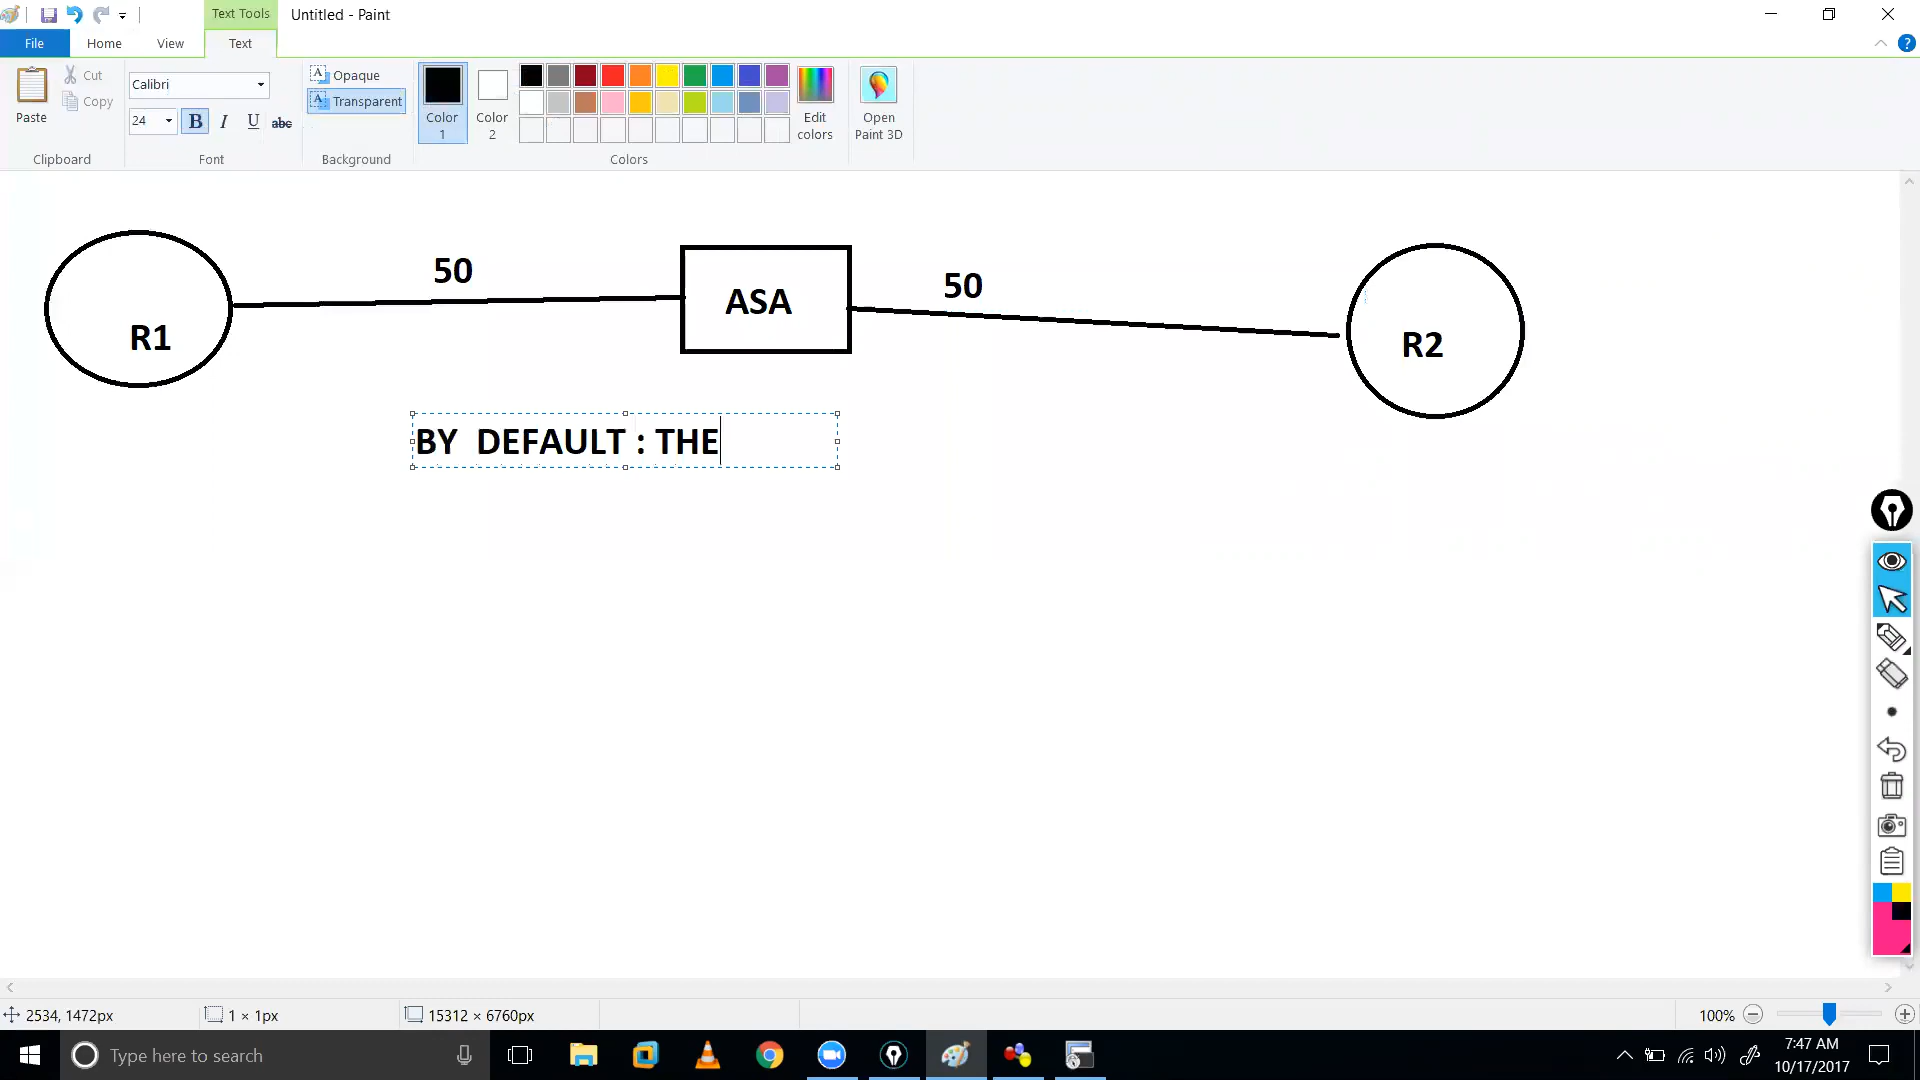 Text Tools Untitled - Paint
File Home View Text
Paste Cut Copy Calibri 24 B I U abc Opaque Transparent Color 1 Color 2 Edit colors Open Paint 3D
Clipboard Font Background Colors
50 50
R1 ASA R2
BY DEFAULT : THE
2534, 1472px 1 × 1px 15312 × 6760px 100%
Type here to search 7:47 AM
10/17/2017